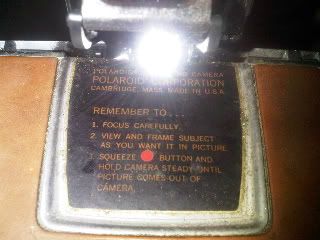 POLAROID CORPORATION
CAMBRIDGE, MASS. MADE IN U.S.A.
REMEMBER TO...
1. FOCUS CAREFULLY.
2. VIEW AND FRAME SUBJECT
AS YOU WANT IT IN PICTURE.
3. SQUEEZE BUTTON AND
HOLD CAMERA STEADY UNTIL
PICTURE COMES OUT OF
CAMERA.